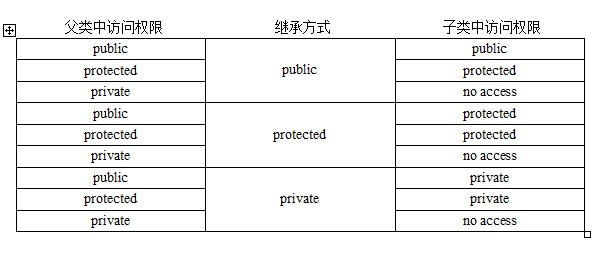 父类中访问权限 继承方式 子类中访问权限
public public
protected protected
public
private no access
public protected
protected protected protected
private no access
public private
protected private
private
private no access